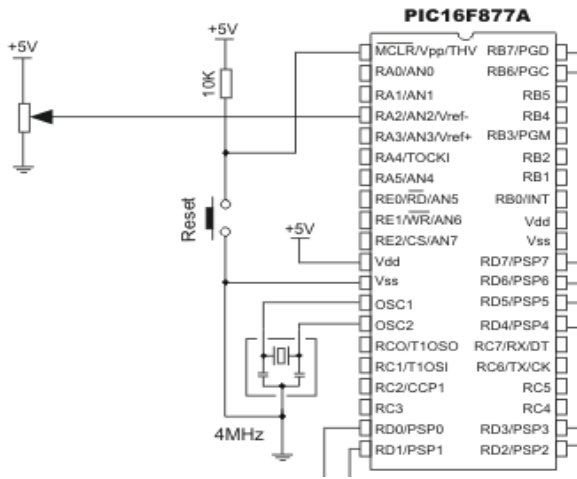 PIC16F877A
+5V
+5V
10K
Reset
+5V
4MHz
MCLR/Vpp/THV RB7/PGD
RA0/AN0 RB6/PGC
RA1/AN1 RB5
RA2/AN2/Vref- RB4
RA3/AN3/Vref+ RB3/PGM
RA4/TOCKI RB2
RA5/AN4 RB1
RE0/RD/AN5 RB0/INT
RE1/WR/AN6 Vdd
RE2/CS/AN7 Vss
Vdd RD7/PSP7
Vss RD6/PSP6
OSC1 RD5/PSP5
OSC2 RD4/PSP4
RCO/T1OSO RC7/RX/DT
RC1/T1OSI RC6/TX/CK
RC2/CCP1 RC5
RC3 RC4
RD0/PSP0 RD3/PSP3
RD1/PSP1 RD2/PSP2